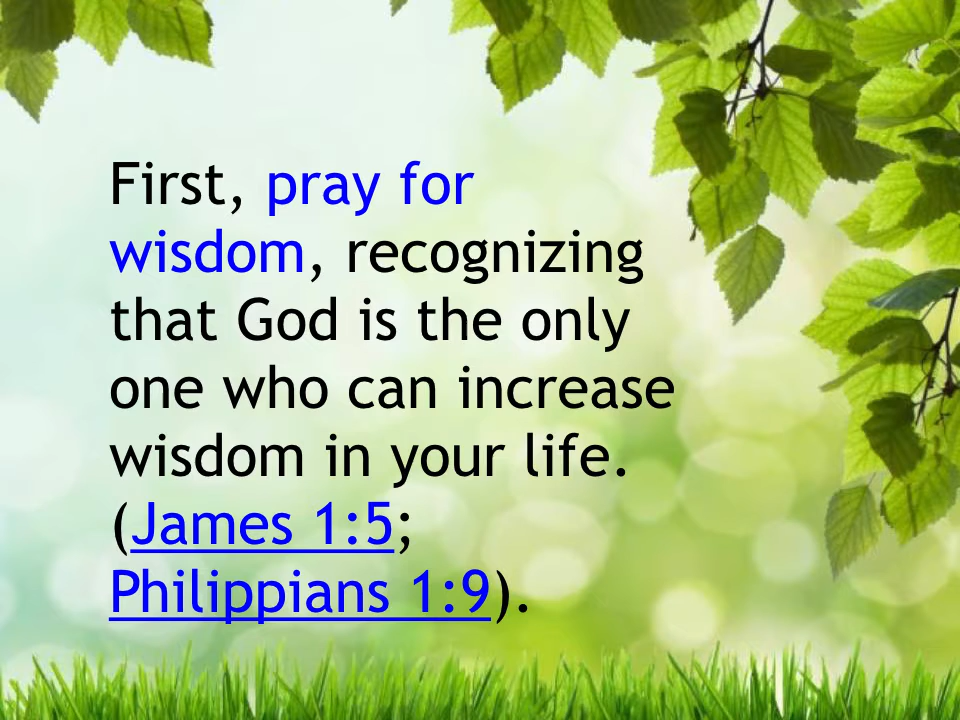 First, pray for
wisdom, recognizing
that God is the only
one who can increase
wisdom in your life.
(James 1:5;
Philippians 1:9).